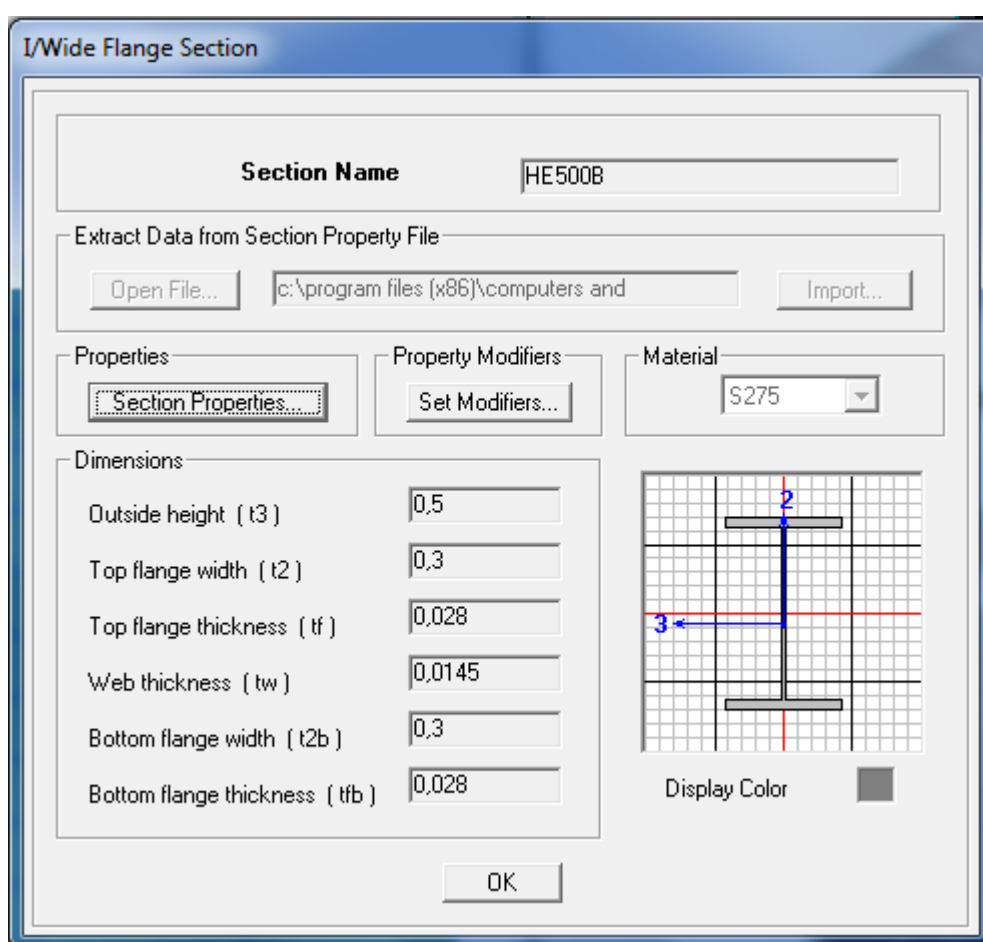 I/Wide Flange Section
Section Name HE500B
Extract Data from Section Property File
Open File... c:\program files (x86)\computers and Import...
Properties Property Modifiers Material
Section Properties... Set Modifiers... S275
Dimensions
Outside height ( t3 ) 0,5
Top flange width ( t2 ) 0,3
Top flange thickness ( tf ) 0,028
Web thickness ( tw ) 0,0145
Bottom flange width ( t2b ) 0,3
Bottom flange thickness ( tfb ) 0,028
2
3
Display Color
OK